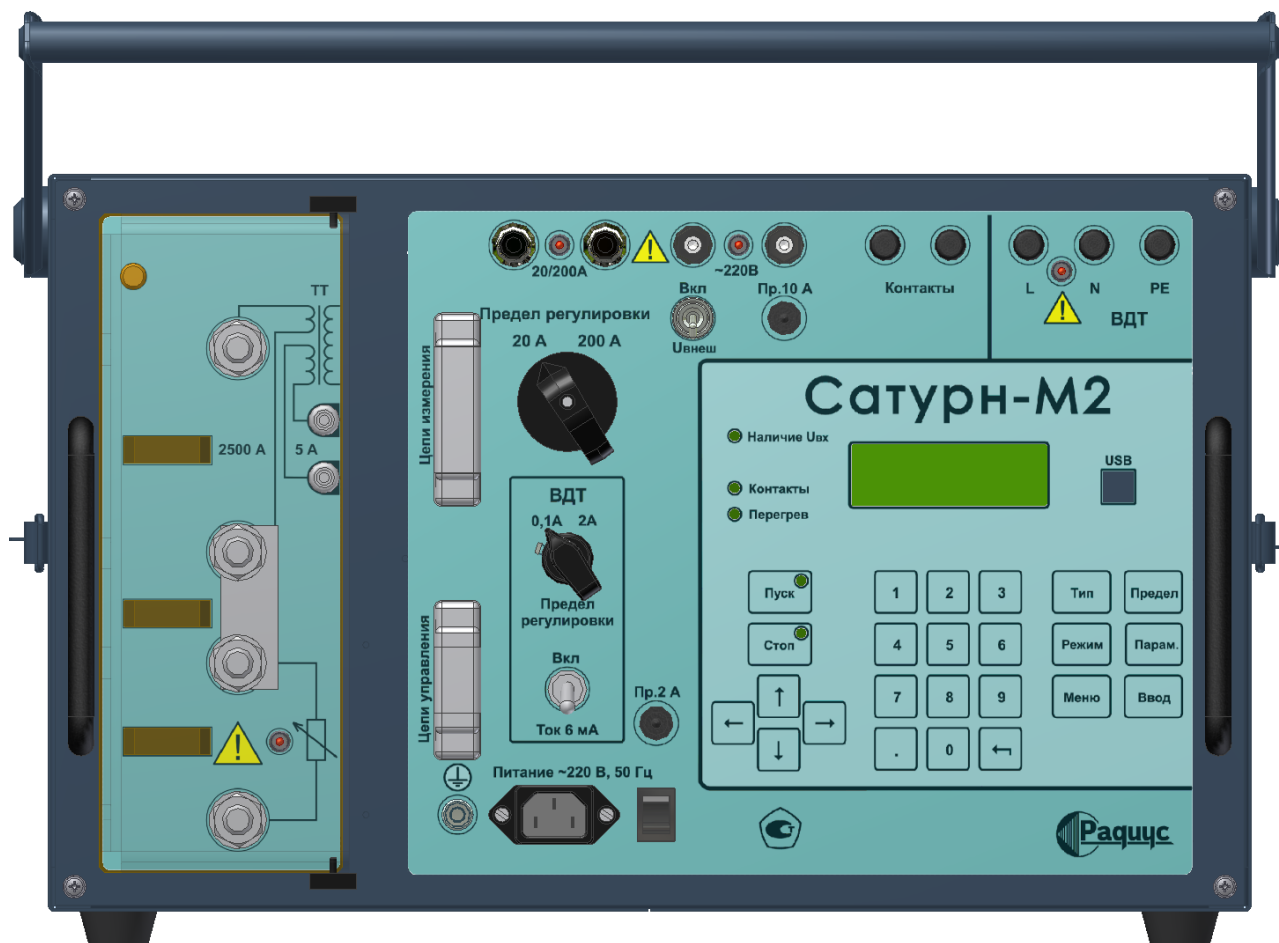 ТТ
2500 А
5 А
20/200А
~220В
Контакты
L
N
PE
ВДТ
Вкл
Uвнеш
Пр.10 А
Предел регулировки
20 А
200 А
Цепи измерения
ВДТ
0,1А
2А
Предел
регулировки
Вкл
Ток 6 мА
Цепи управления
Пр.2 А
Питание ~220 В, 50 Гц
Сатурн-М2
Наличие Uвх
Контакты
Перегрев
USB
Пуск
Стоп
1
2
3
4
5
6
7
8
9
.
0
Тип
Предел
Режим
Парам.
Меню
Ввод
Радиус